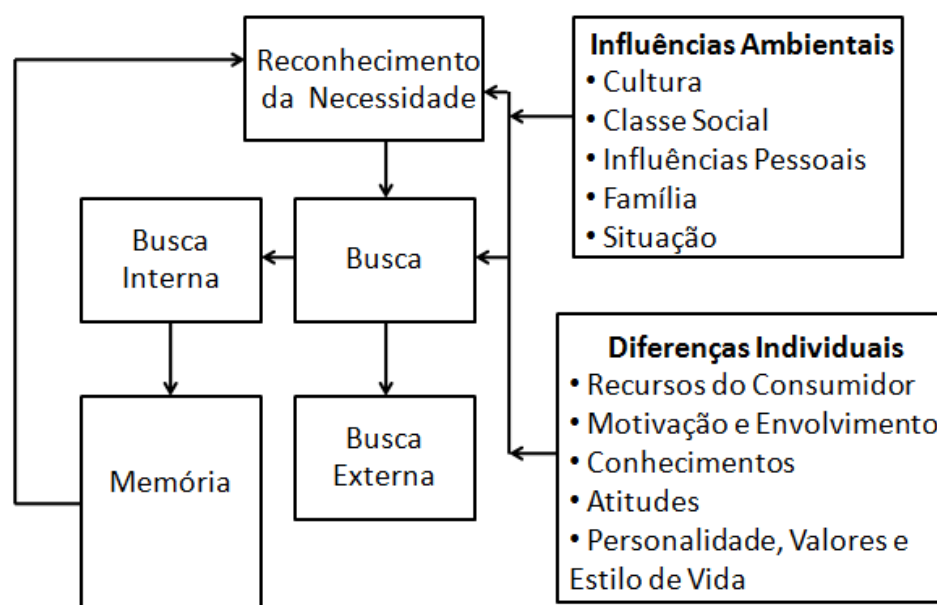 Reconhecimento
da Necessidade
Busca
Interna
Busca
Memória
Busca
Externa
Influências Ambientais
• Cultura
• Classe Social
• Influências Pessoais
• Família
• Situação
Diferenças Individuais
• Recursos do Consumidor
• Motivação e Envolvimento
• Conhecimentos
• Atitudes
• Personalidade, Valores e
Estilo de Vida